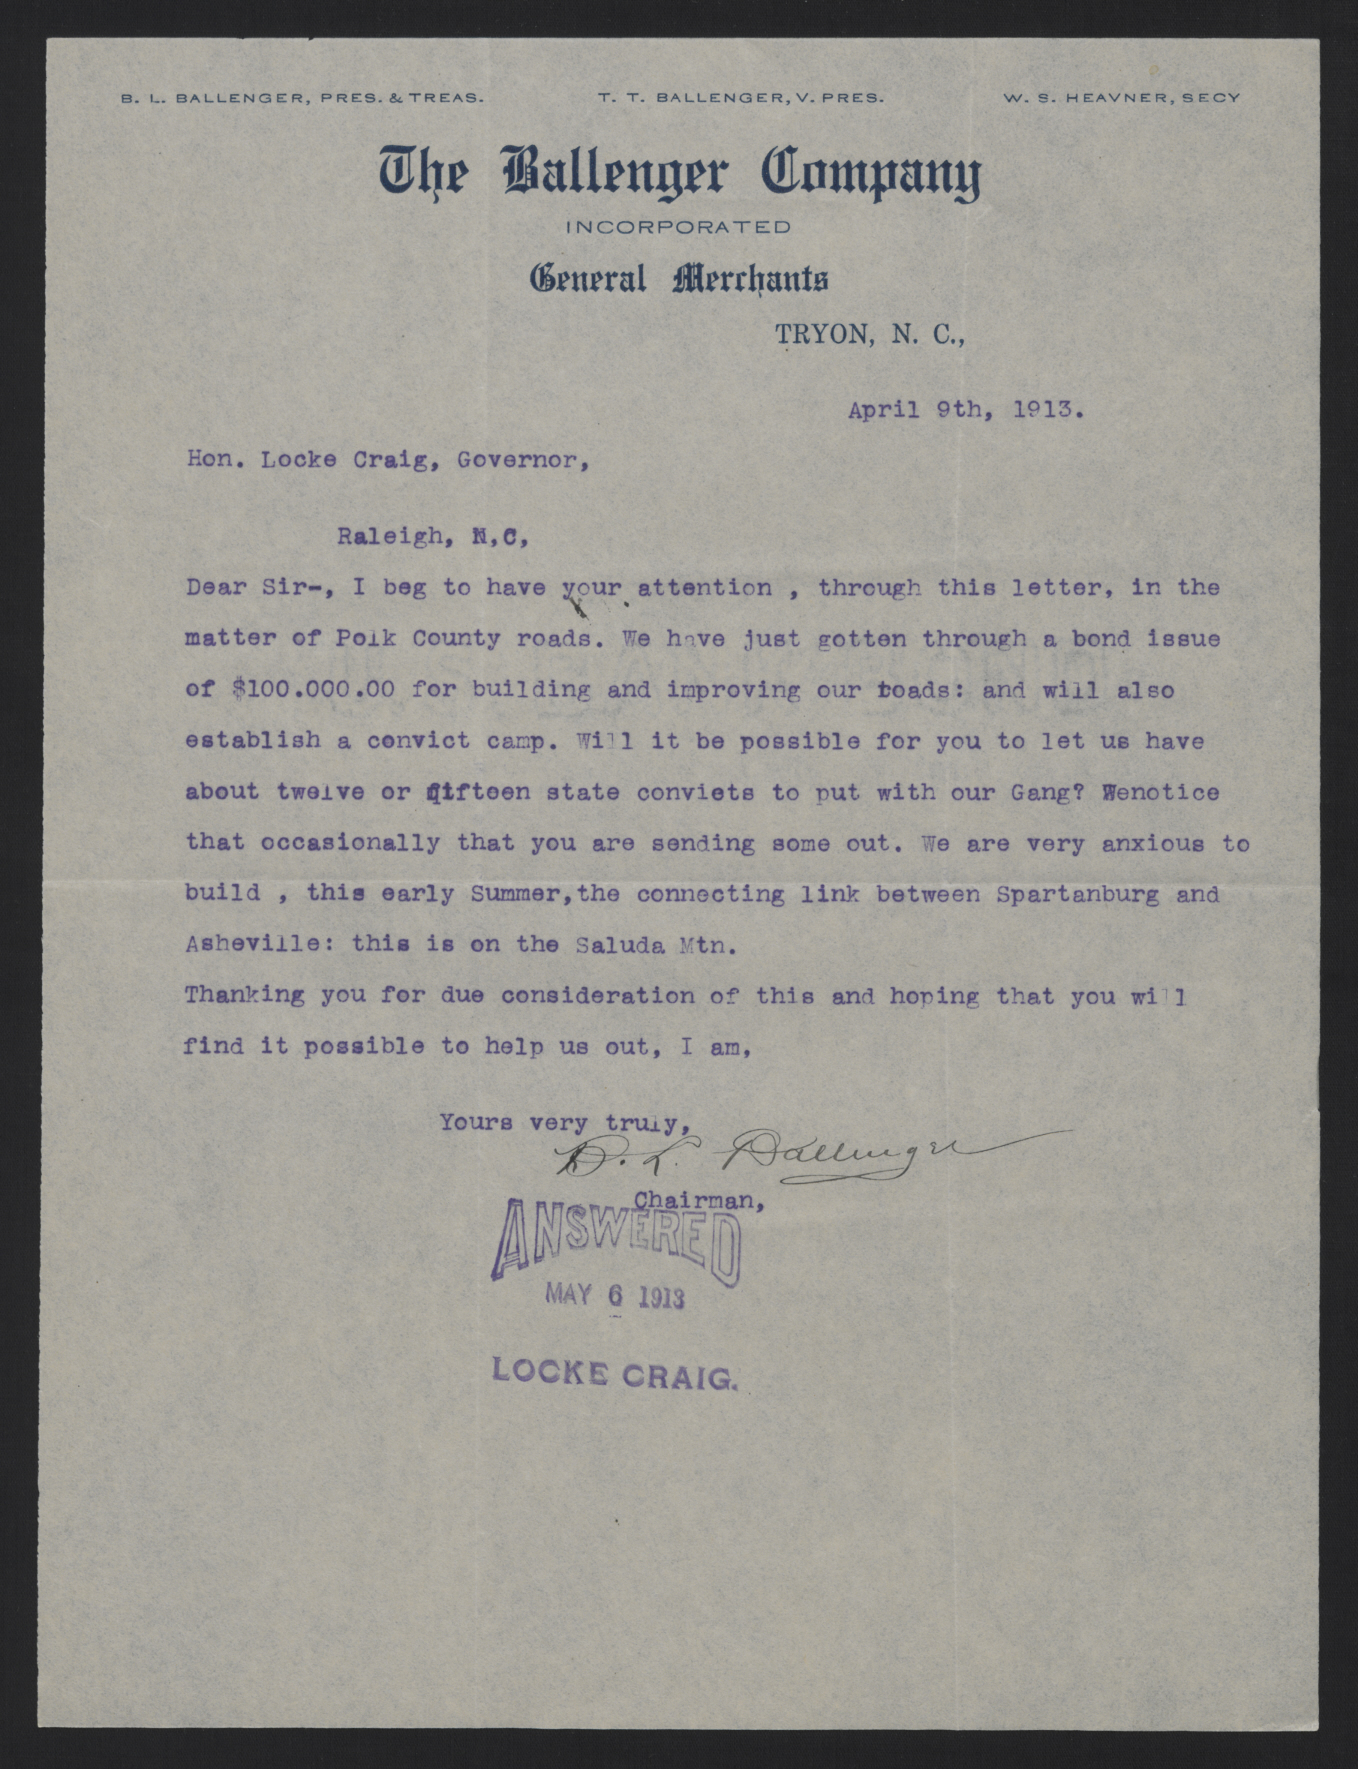 B. L. BALLENGER, PRES. & TREAS. T. T. BALLENGER, V. PRES. W. S. HEAVNER, SECY
The Ballenger Company
INCORPORATED
General Merchants
TRYON, N. C.,
April 9th, 1913.
Hon. Locke Craig, Governor,
Raleigh, N,C,
Dear Sir-, I beg to have your attention , through this letter, in the
matter of Polk County roads. We have just gotten through a bond issue
of $100.000.00 for building and improving our roads: and will also
establish a convict camp. Will it be possible for you to let us have
about twelve or fifteen state convicts to put with our Gang? Wenotice
that occasionally that you are sending some out. We are very anxious to
build , this early Summer,the connecting link between Spartanburg and
Asheville: this is on the Saluda Mtn.
Thanking you for due consideration of this and hoping that you will
find it possible to help us out, I am,
Yours very truly,
B. L. Ballenger
Chairman,
ANSWERED
MAY 6 1913
LOCKE CRAIG.